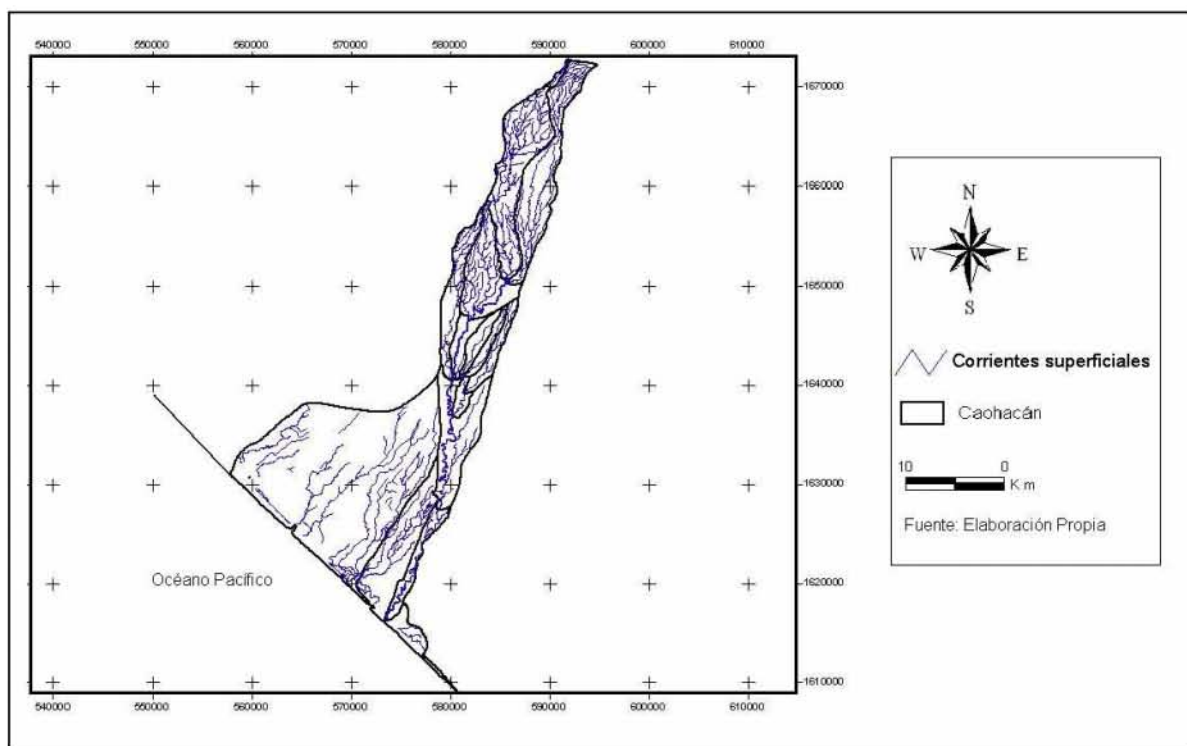 540000 550000 560000 570000 580000 590000 600000 610000
1670000
1660000
1650000
1640000
1630000
1620000
1610000
Océano Pacífico
540000 550000 560000 570000 580000 590000 600000 610000
N
W E
S
Corrientes superficiales
Caohacán
10 0
Km
Fuente: Elaboración Propia